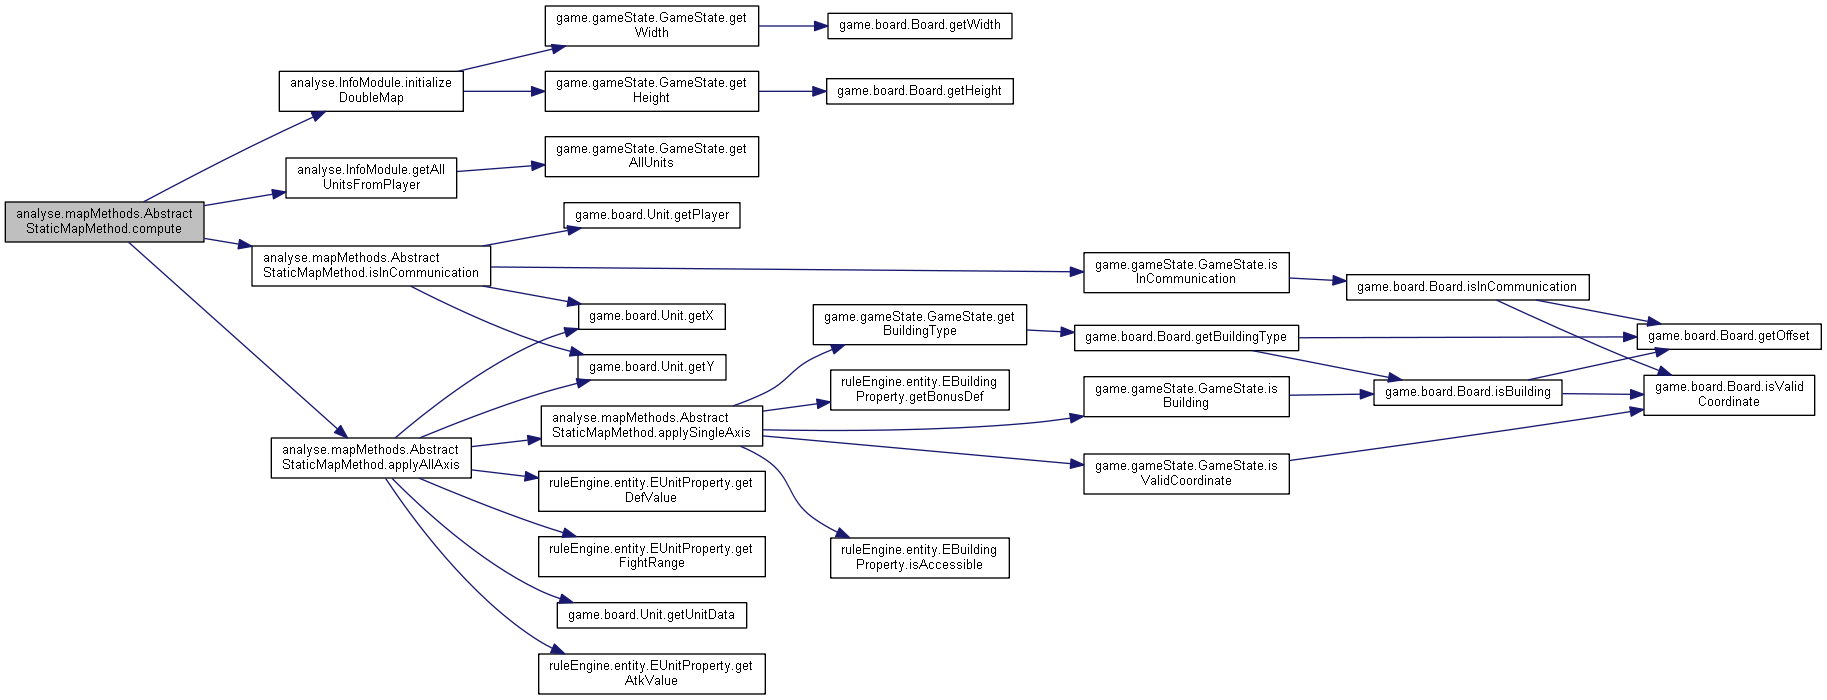 game.gameState.GameState.get
Width
game.board.Board.getWidth
analyse.InfoModule.initialize
DoubleMap
game.gameState.GameState.get
Height
game.board.Board.getHeight
game.gameState.GameState.get
AllUnits
analyse.InfoModule.getAll
UnitsFromPlayer
analyse.mapMethods.Abstract
StaticMapMethod.compute
game.board.Unit.getPlayer
analyse.mapMethods.Abstract
StaticMapMethod.isInCommunication
game.gameState.GameState.is
InCommunication
game.board.Board.isInCommunication
game.board.Unit.getX
game.gameState.GameState.get
BuildingType
game.board.Board.getBuildingType
game.board.Board.getOffset
game.board.Unit.getY
ruleEngine.entity.EBuilding
Property.getBonusDef
game.gameState.GameState.is
Building
game.board.Board.isBuilding
game.board.Board.isValid
Coordinate
analyse.mapMethods.Abstract
StaticMapMethod.applySingleAxis
analyse.mapMethods.Abstract
StaticMapMethod.applyAllAxis
game.gameState.GameState.is
ValidCoordinate
ruleEngine.entity.EUnitProperty.get
DefValue
ruleEngine.entity.EUnitProperty.get
FightRange
ruleEngine.entity.EBuilding
Property.isAccessible
game.board.Unit.getUnitData
ruleEngine.entity.EUnitProperty.get
AtkValue